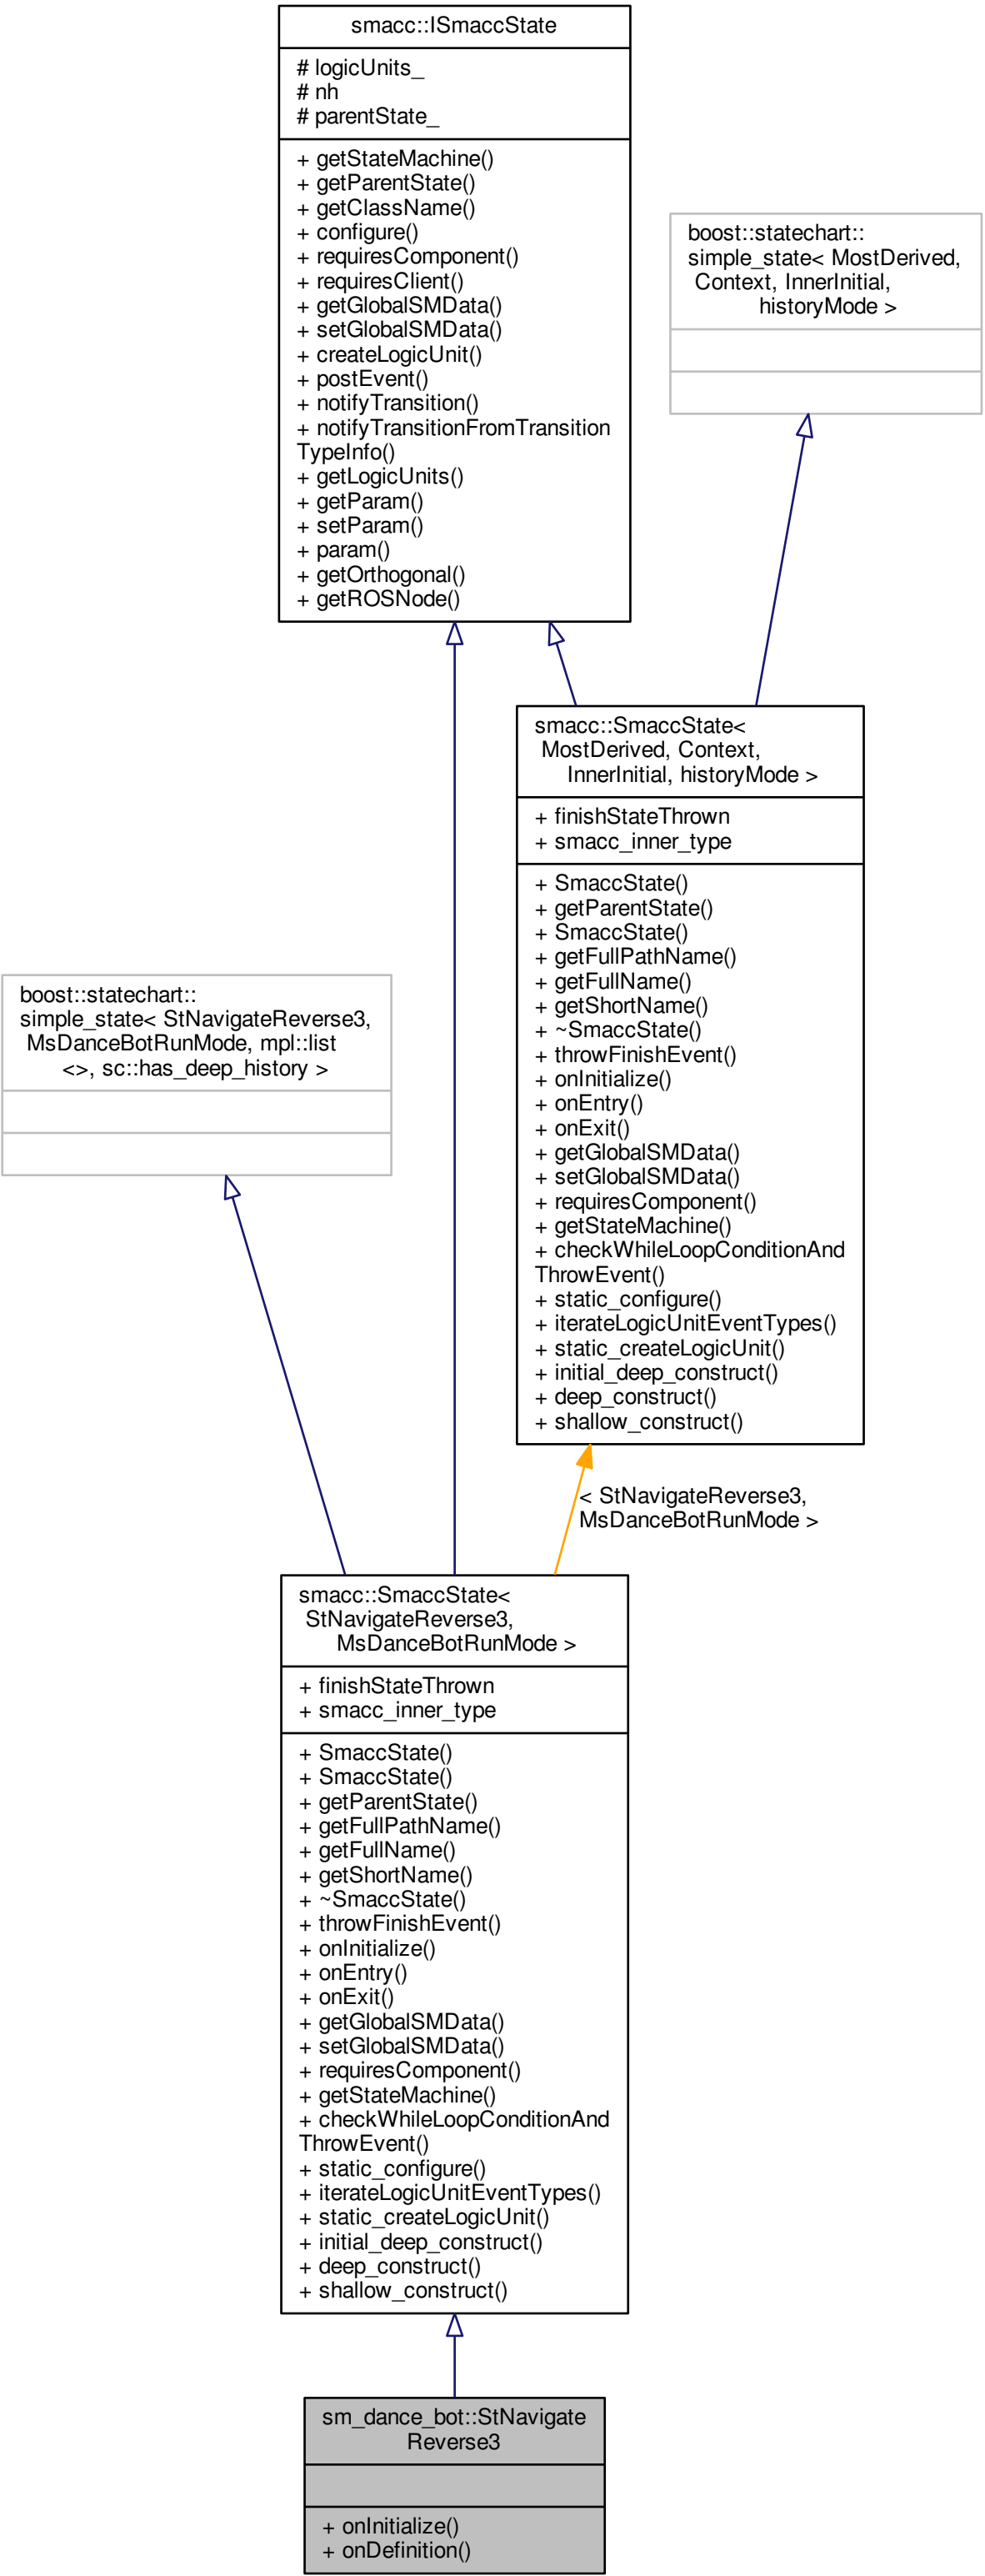 smacc::ISmaccState
# logicUnits_
# nh
# parentState_
+ getStateMachine()
+ getParentState()
+ getClassName()
+ configure()
+ requiresComponent()
+ requiresClient()
+ getGlobalSMData()
+ setGlobalSMData()
+ createLogicUnit()
+ postEvent()
+ notifyTransition()
+ notifyTransitionFromTransition
TypeInfo()
+ getLogicUnits()
+ getParam()
+ setParam()
+ param()
+ getOrthogonal()
+ getROSNode()
boost::statechart::
simple_state< MostDerived,
Context, InnerInitial,
historyMode >
smacc::SmaccState<
MostDerived, Context,
InnerInitial, historyMode >
+ finishStateThrown
+ smacc_inner_type
+ SmaccState()
+ getParentState()
+ SmaccState()
+ getFullPathName()
+ getFullName()
+ getShortName()
+ ~SmaccState()
+ throwFinishEvent()
+ onInitialize()
+ onEntry()
+ onExit()
+ getGlobalSMData()
+ setGlobalSMData()
+ requiresComponent()
+ getStateMachine()
+ checkWhileLoopConditionAnd
ThrowEvent()
+ static_configure()
+ iterateLogicUnitEventTypes()
+ static_createLogicUnit()
+ initial_deep_construct()
+ deep_construct()
+ shallow_construct()
boost::statechart::
simple_state< StNavigateReverse3,
MsDanceBotRunMode, mpl::list
<>, sc::has_deep_history >
< StNavigateReverse3,
MsDanceBotRunMode >
smacc::SmaccState<
StNavigateReverse3,
MsDanceBotRunMode >
+ finishStateThrown
+ smacc_inner_type
+ SmaccState()
+ SmaccState()
+ getParentState()
+ getFullPathName()
+ getFullName()
+ getShortName()
+ ~SmaccState()
+ throwFinishEvent()
+ onInitialize()
+ onEntry()
+ onExit()
+ getGlobalSMData()
+ setGlobalSMData()
+ requiresComponent()
+ getStateMachine()
+ checkWhileLoopConditionAnd
ThrowEvent()
+ static_configure()
+ iterateLogicUnitEventTypes()
+ static_createLogicUnit()
+ initial_deep_construct()
+ deep_construct()
+ shallow_construct()
sm_dance_bot::StNavigate
Reverse3
+ onInitialize()
+ onDefinition()